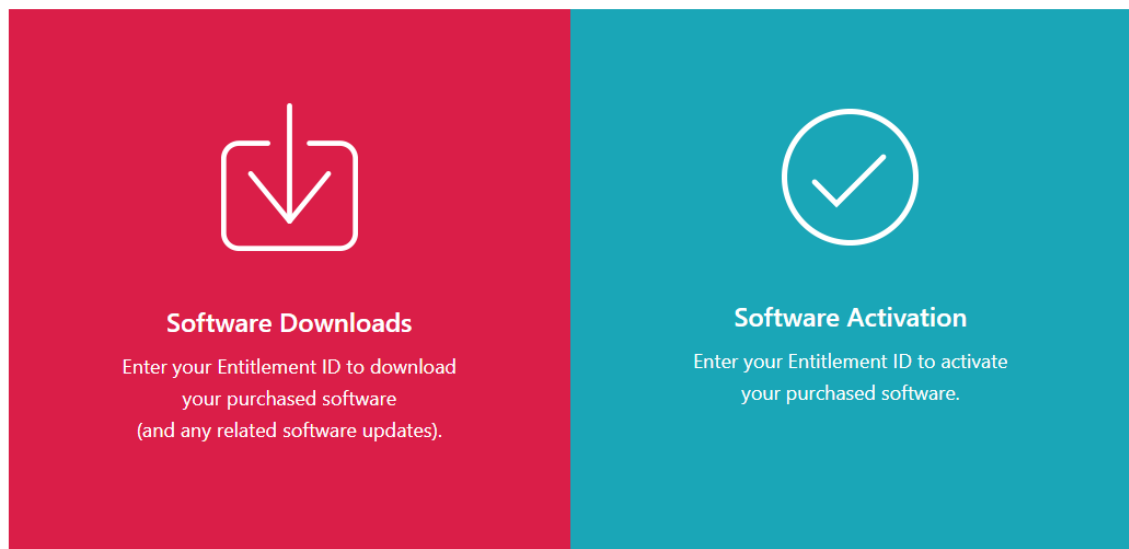 Software Downloads
Enter your Entitlement ID to download
your purchased software
(and any related software updates).
Software Activation
Enter your Entitlement ID to activate
your purchased software.